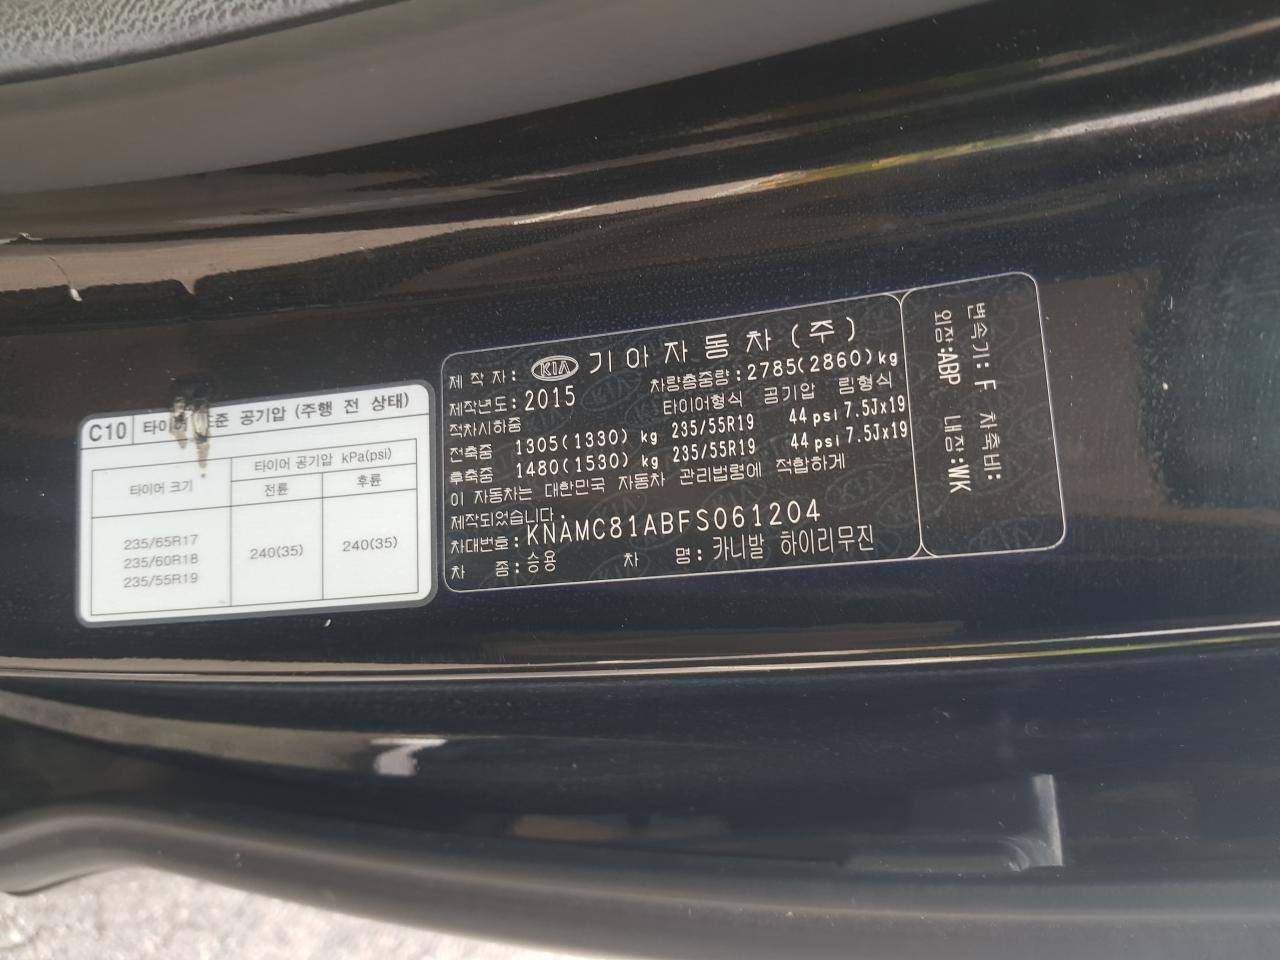 C10 타이어 표준 공기압 (주행 전 상태)
타이어 크기
타이어 공기압 kPa(psi)
전륜
후륜
235/65R17
235/60R18
235/55R19
240(35)
240(35)
제 작 자: KIA 기아자동차(주)
제작년도: 2015 차량총중량: 2785(2860)kg
적차시하중 타이어형식 공기압 림형식
전축중 1305(1330) kg 235/55R19 44 psi 7.5Jx19
후축중 1480(1530) kg 235/55R19 44 psi 7.5Jx19
이 자동차는 대한민국 자동차 관리법령에 적합하게
제작되었습니다.
차대번호: KNAMC81ABFS061204
차 종: 승용 차 명: 카니발 하이리무진
변속기: F 차축비:
외장:ABP 내장:WK